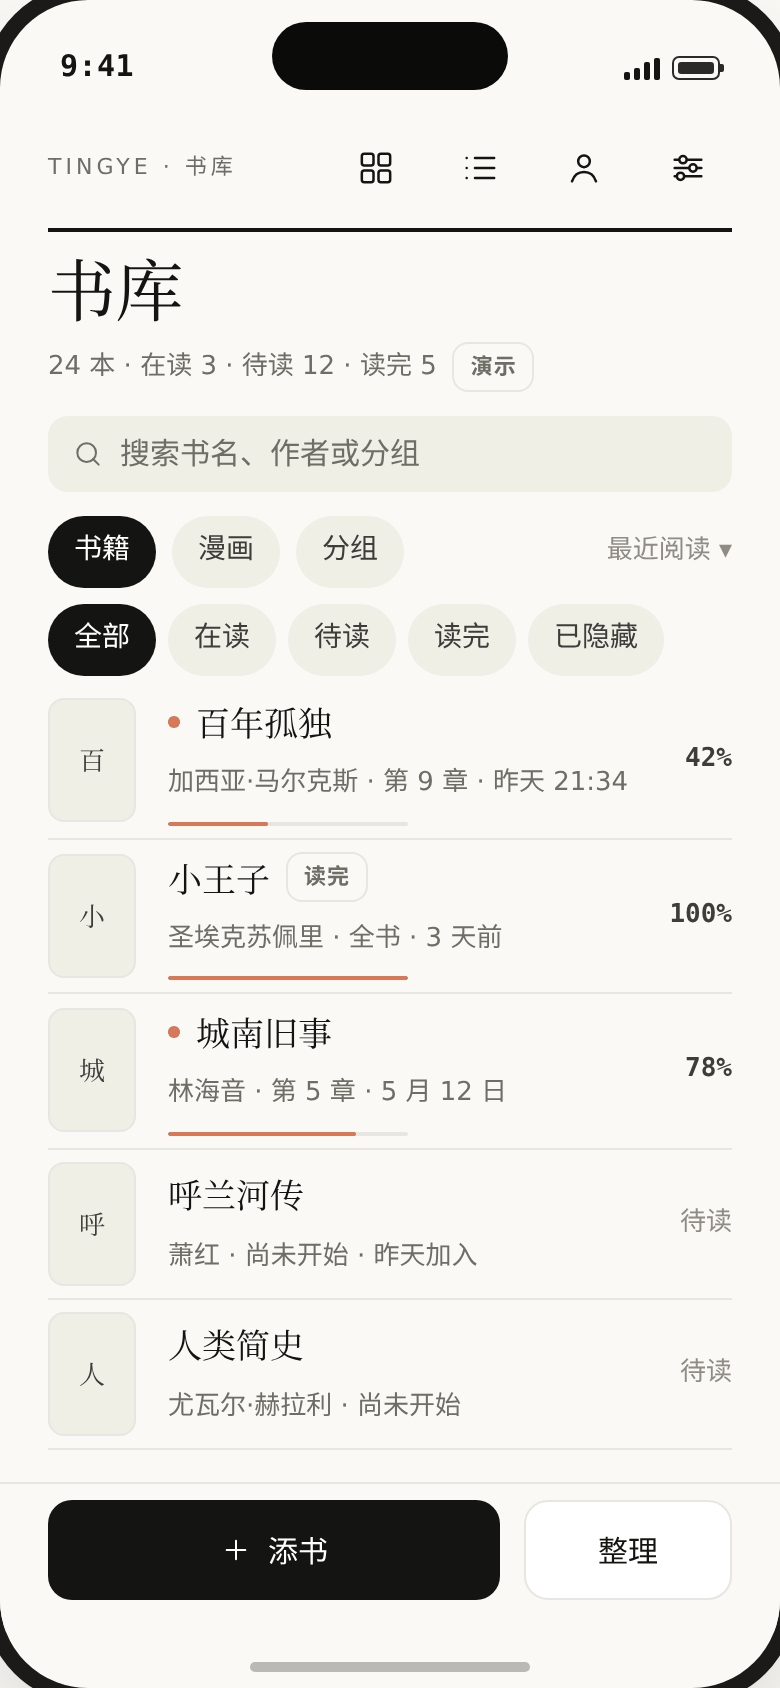 9:41
TINGYE · 书库
书库
24 本 · 在读 3 · 待读 12 · 读完 5 演示
搜索书名、作者或分组
书籍 漫画 分组 最近阅读 ▾
全部 在读 待读 读完 已隐藏
百 百年孤独
加西亚·马尔克斯 · 第 9 章 · 昨天 21:34 42%
小 小王子 读完
圣埃克苏佩里 · 全书 · 3 天前 100%
城 城南旧事
林海音 · 第 5 章 · 5 月 12 日 78%
呼 呼兰河传
萧红 · 尚未开始 · 昨天加入 待读
人 人类简史
尤瓦尔·赫拉利 · 尚未开始 待读
+ 添书 整理